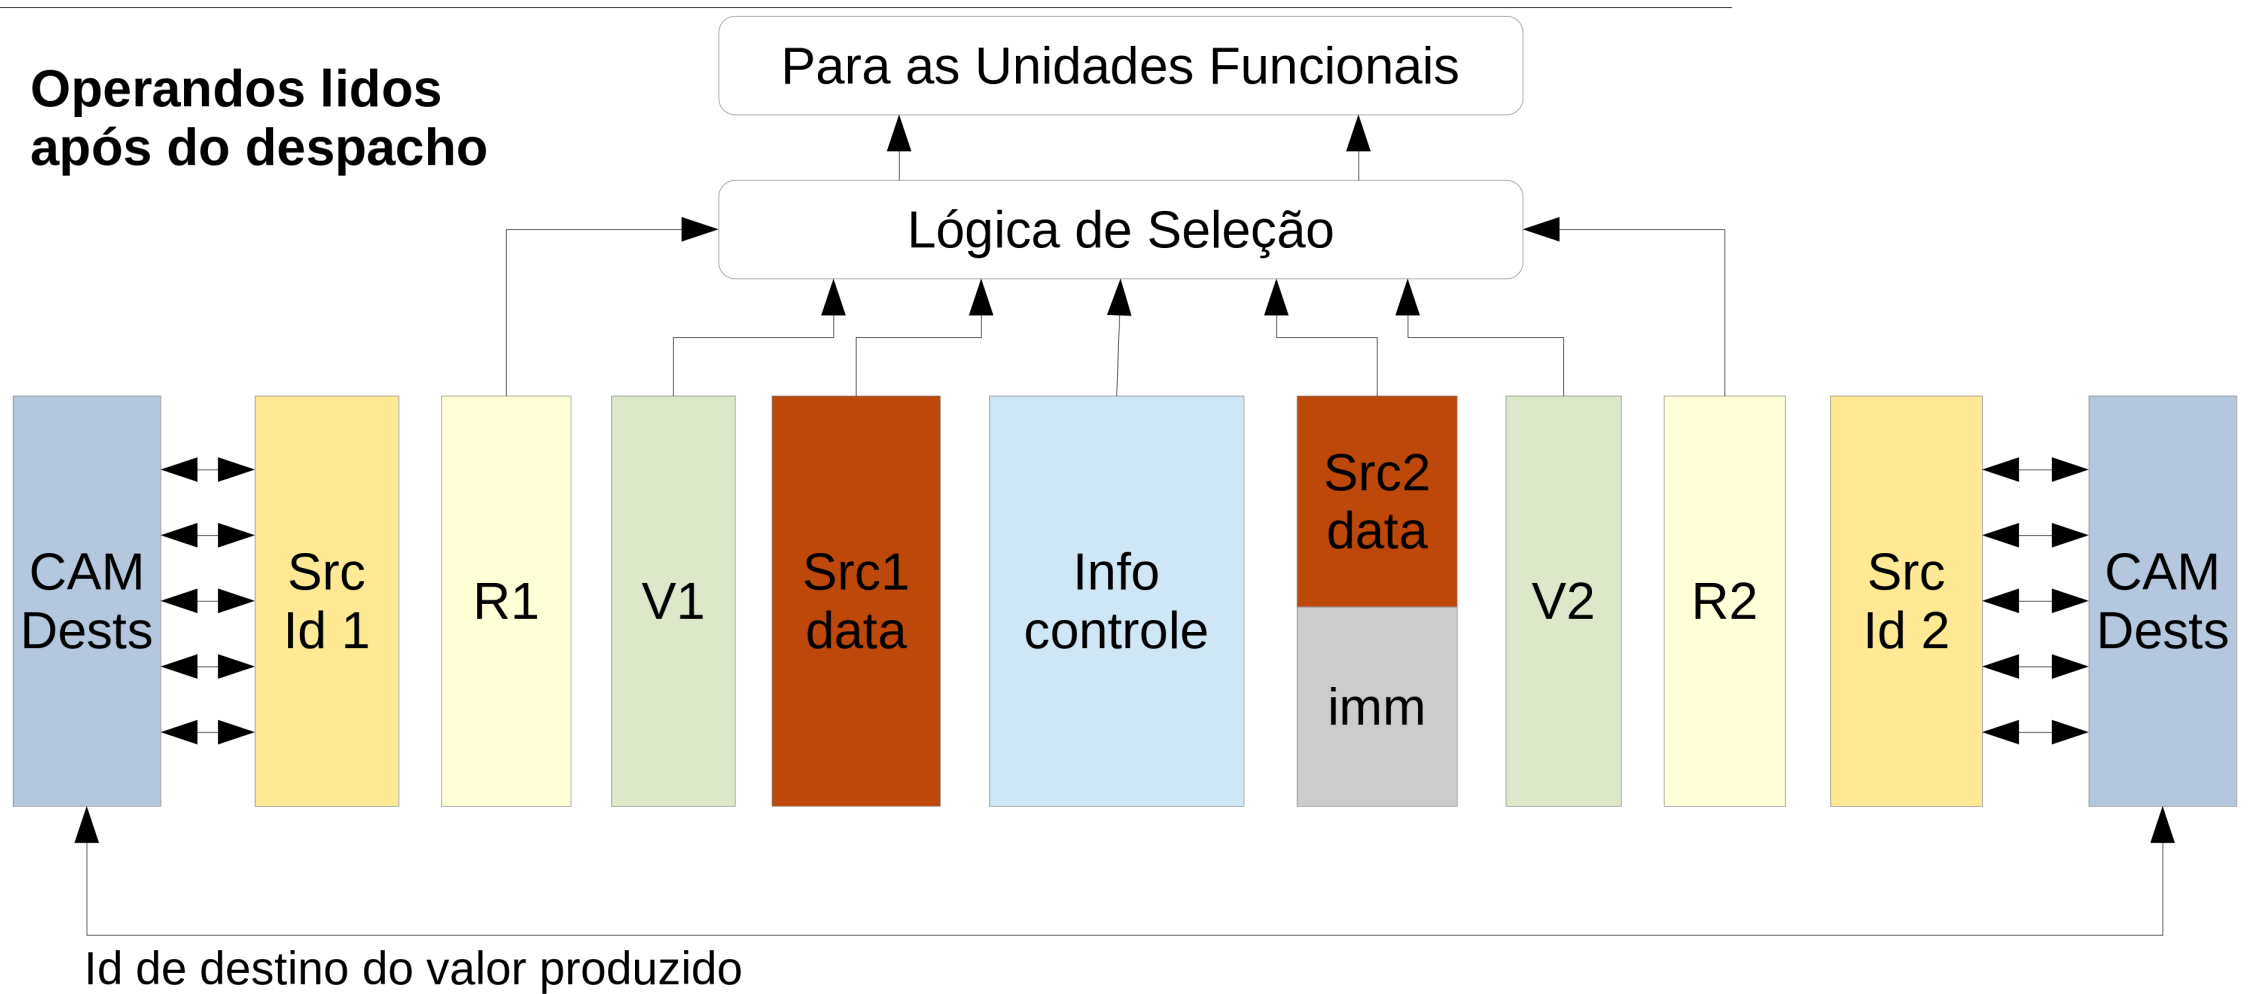 Para as Unidades Funcionais
Operandos lidos
após do despacho
Lógica de Seleção
CAM
Dests
Src
Id 1
R1
V1
Src1
data
Info
controle
Src2
data
imm
V2
R2
Src
Id 2
CAM
Dests
Id de destino do valor produzido